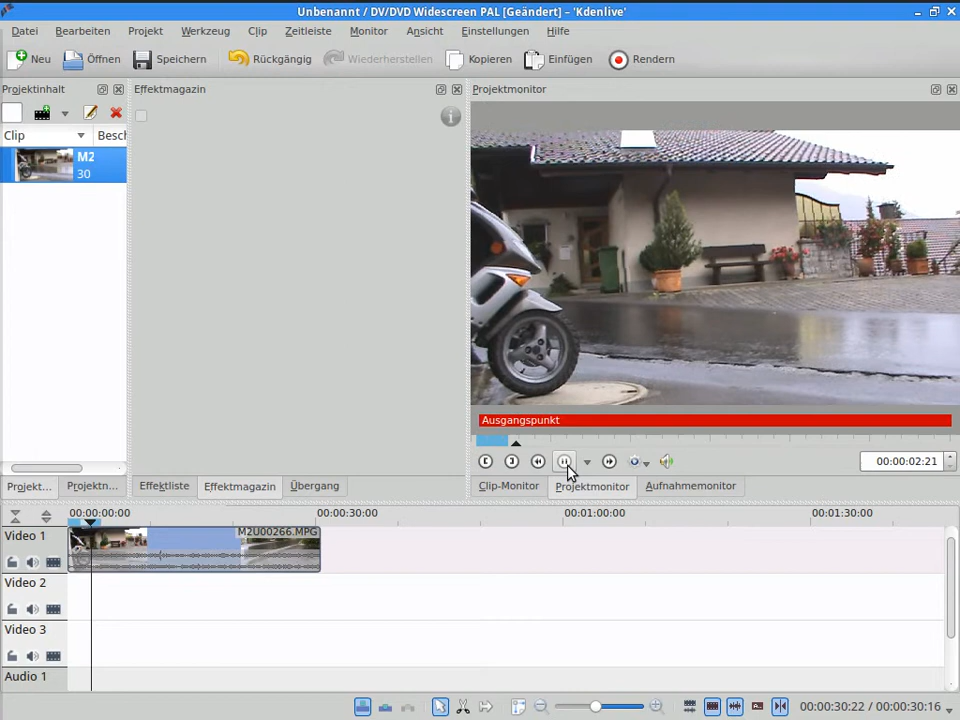 Unbenannt / DV/DVD Widescreen PAL [Geändert] – 'Kdenlive'
Datei Bearbeiten Projekt Werkzeug Clip Zeitleiste Monitor Ansicht Einstellungen Hilfe
Neu Öffnen Speichern Rückgängig Wiederherstellen Kopieren Einfügen Rendern
Projektinhalt Effektmagazin Projektmonitor
Clip Besch
M2
30
Ausgangspunkt
00:00:02:21
Projekt... Projektn... Effektliste Effektmagazin Übergang Clip-Monitor Projektmonitor Aufnahmemonitor
00:00:00:00 00:00:30:00 00:01:00:00 00:01:30:00
Video 1 M2U00266.MPG
Video 2
Video 3
Audio 1
00:00:30:22 / 00:00:30:16